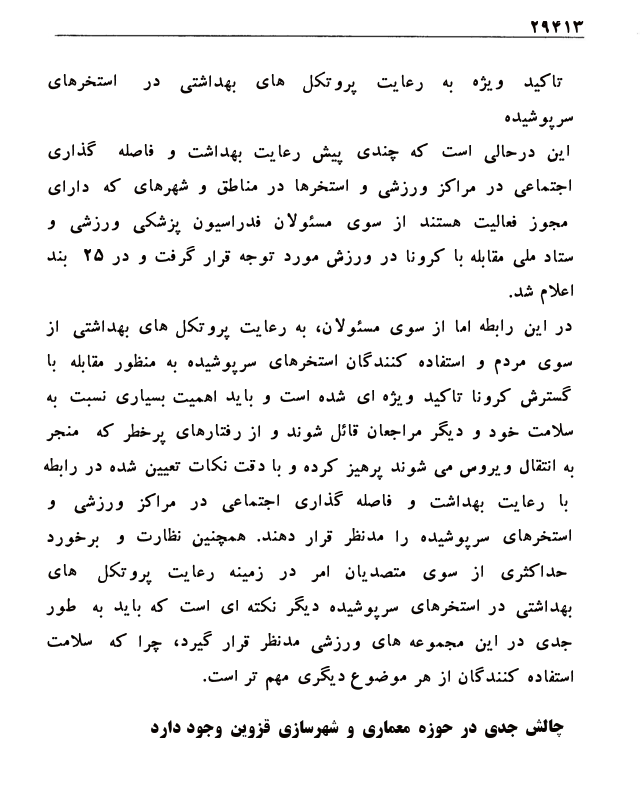 ۲۹۴۱۳
تاکید ویژه به رعایت پروتکل های بهداشتی در استخرهای
سرپوشیده
این درحالی است که چندی پیش رعایت بهداشت و فاصله گذاری
اجتماعی در مراکز ورزشی و استخرها در مناطق و شهرهای که دارای
مجوز فعالیت هستند از سوی مسئولان فدراسیون پزشکی ورزشی و
ستاد ملی مقابله با کرونا در ورزش مورد توجه قرار گرفت و در ۲۵ بند
اعلام شد.
در این رابطه اما از سوی مسئولان، به رعایت پروتکل های بهداشتی از
سوی مردم و استفاده کنندگان استخرهای سرپوشیده به منظور مقابله با
گسترش کرونا تاکید ویژه ای شده است و باید اهمیت بسیاری نسبت به
سلامت خود و دیگر مراجعان قائل شوند و از رفتارهای پرخطر که منجر
به انتقال ویروس می شوند پرهیز کرده و با دقت نکات تعیین شده در رابطه
با رعایت بهداشت و فاصله گذاری اجتماعی در مراکز ورزشی و
استخرهای سرپوشیده را مدنظر قرار دهند. همچنین نظارت و برخورد
حداکثری از سوی متصدیان امر در زمینه رعایت پروتکل های
بهداشتی در استخرهای سرپوشیده دیگر نکته ای است که باید به طور
جدی در این مجموعه های ورزشی مدنظر قرار گیرد، چرا که سلامت
استفاده کنندگان از هر موضوع دیگری مهم تر است.
چالش جدی در حوزه معماری و شهرسازی قزوین وجود دارد